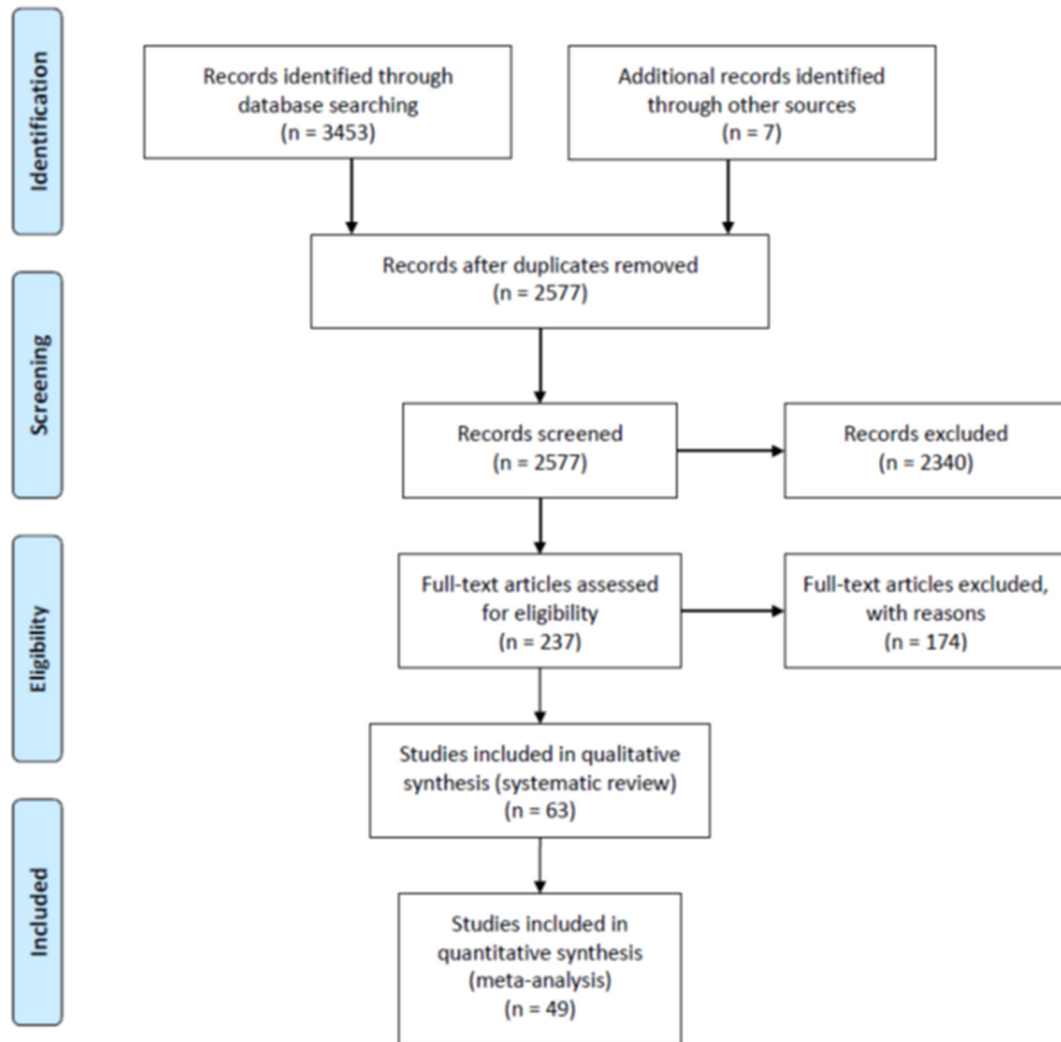 Identification
Records identified through
database searching
(n = 3453)
Additional records identified
through other sources
(n = 7)
Records after duplicates removed
(n = 2577)
Screening
Records screened
(n = 2577)
Records excluded
(n = 2340)
Eligibility
Full-text articles assessed
for eligibility
(n = 237)
Full-text articles excluded,
with reasons
(n = 174)
Studies included in qualitative
synthesis (systematic review)
(n = 63)
Included
Studies included in
quantitative synthesis
(meta-analysis)
(n = 49)